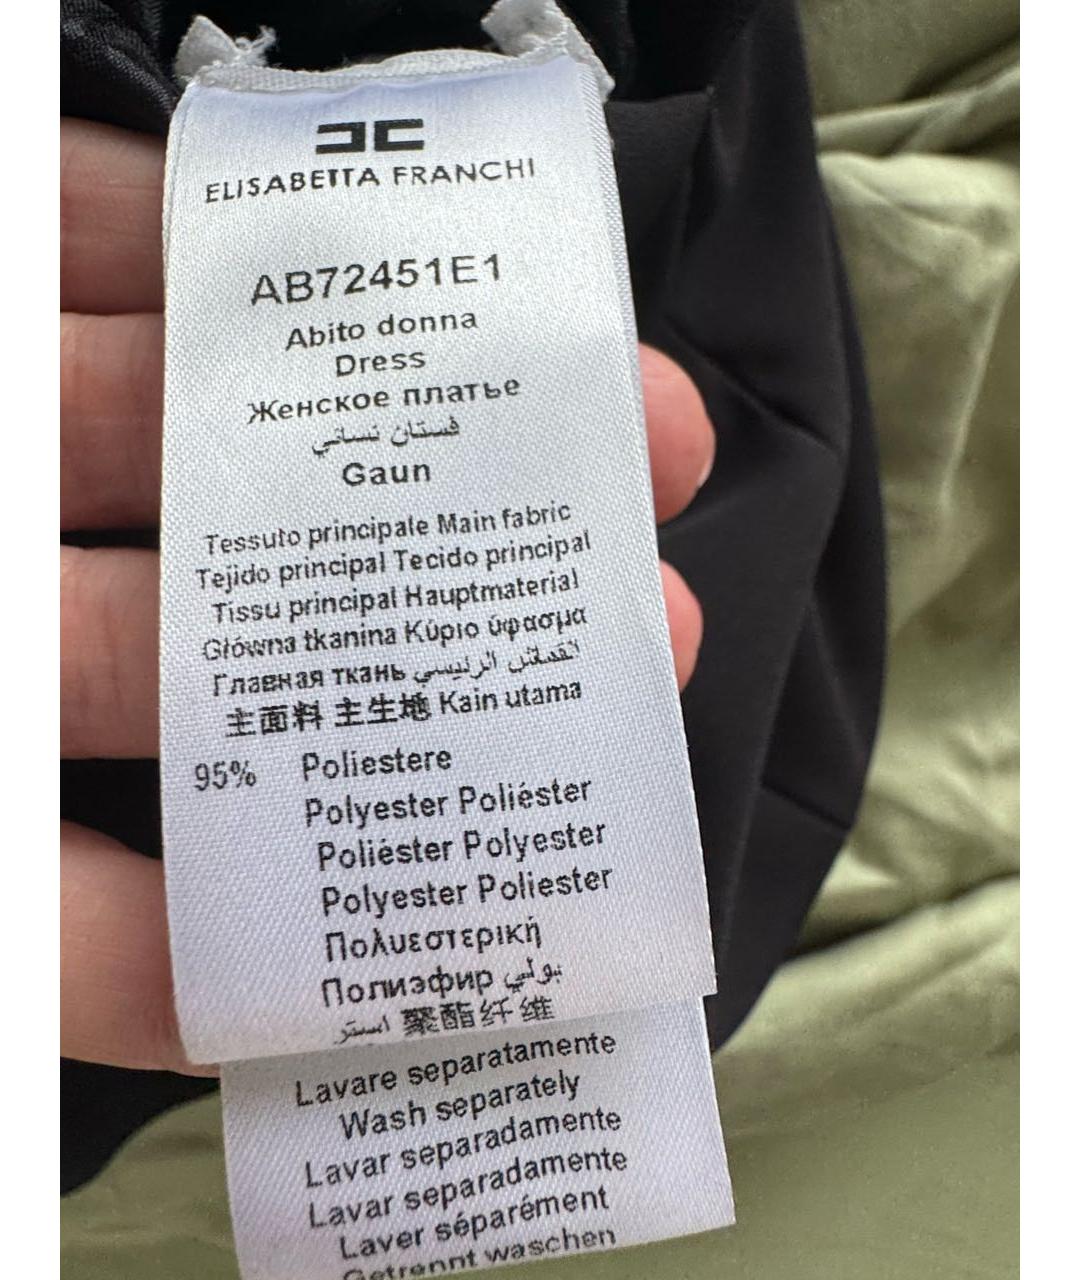 ELISABETTA FRANCHI
AB72451E1
Abito donna
Dress
Женское платье
فستان نسائي
Gaun
Tessuto principale Main fabric
Tejido principal Tecido principal
Tissu principal Hauptmaterial
Główna tkanina Κύριο ύφασμα
Главная ткань القماش الرئيسي
主面料 主生地 Kain utama
95% Poliestere
Polyester Poliéster
Poliéster Polyester
Polyester Poliester
Πολυεστερική
Полиэфир بولي
استر 聚酯纤维
Lavare separatamente
Wash separately
Lavar separadamente
Lavar separadamente
Laver séparément
Getrennt waschen